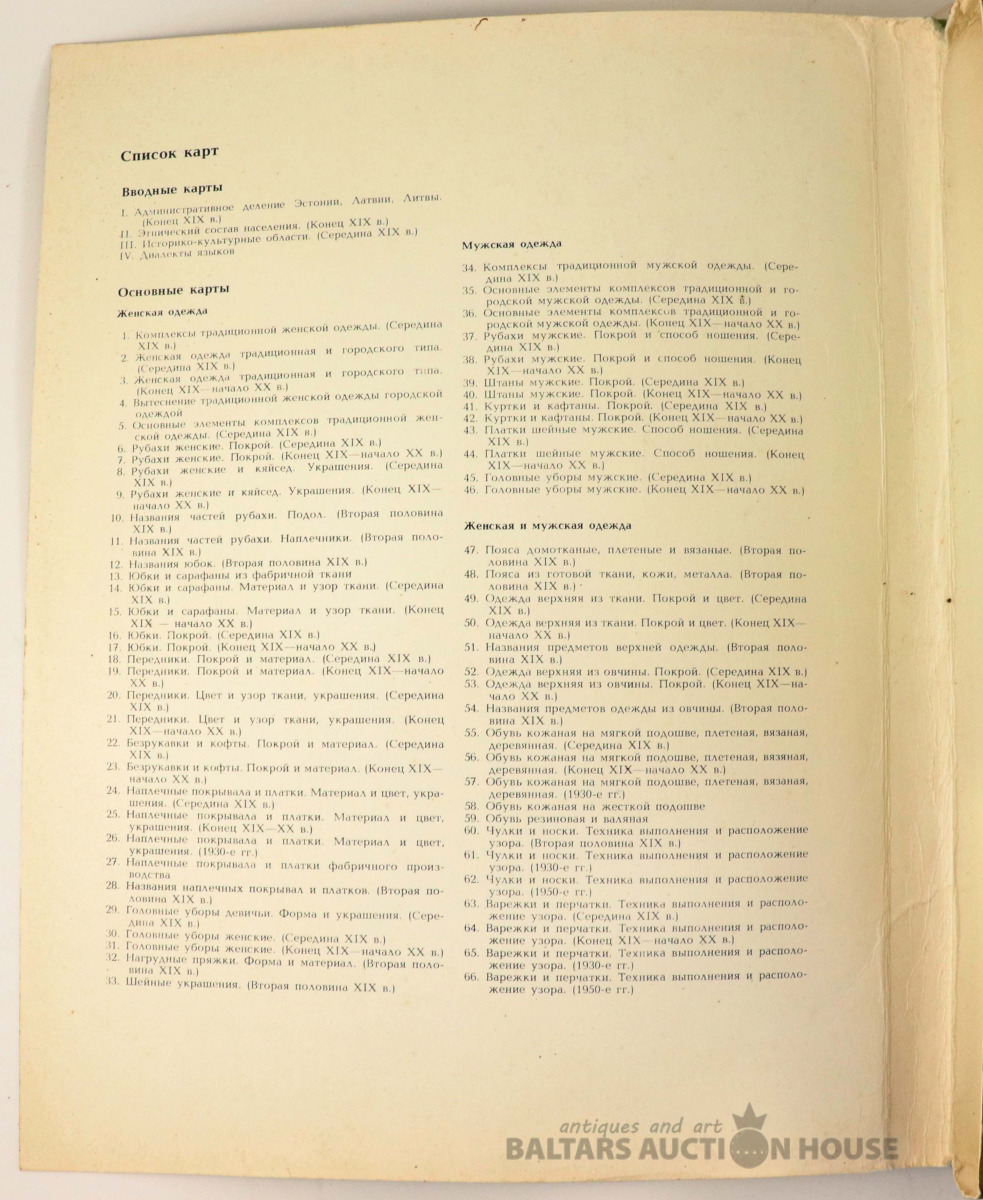 Список карт
Вводные карты
I. Административное деление Эстонии, Латвии, Литвы.
(Конец XIX в.)
II. Этнический состав населения. (Конец XIX в.)
III. Историко-культурные области. (Середина XIX в.)
IV. Диалекты языков
Основные карты
Женская одежда
1. Комплексы традиционной женской одежды. (Середина
XIX в.)
2. Женская одежда традиционная и городского типа.
(Середина XIX в.)
3. Женская одежда традиционная и городского типа.
(Конец XIX—начало XX в.)
4. Вытеснение традиционной женской одежды городской
одеждой
5. Основные элементы комплексов традиционной жен-
ской одежды. (Середина XIX в.)
6. Рубахи женские. Покрой. (Середина XIX в.)
7. Рубахи женские. Покрой. (Конец XIX—начало XX в.)
8. Рубахи женские и кяйсед. Украшения. (Середина
XIX в.)
9. Рубахи женские и кяйсед. Украшения. (Конец XIX—
начало XX в.)
10. Названия частей рубахи. Подол. (Вторая половина
XIX в.)
11. Названия частей рубахи. Наплечники. (Вторая поло-
вина XIX в.)
12. Названия юбок. (Вторая половина XIX в.)
13. Юбки и сарафаны из фабричной ткани
14. Юбки и сарафаны. Материал и узор ткани. (Середина
XIX в.)
15. Юбки и сарафаны. Материал и узор ткани. (Конец
XIX — начало XX в.)
16. Юбки. Покрой. (Середина XIX в.)
17. Юбки. Покрой. (Конец XIX—начало XX в.)
18. Передники. Покрой и материал. (Середина XIX в.)
19. Передники. Покрой и материал. (Конец XIX—начало
XX в.)
20. Передники. Цвет и узор ткани, украшения. (Середина
XIX в.)
21. Передники. Цвет и узор ткани, украшения. (Конец
XIX—начало XX в.)
22. Безрукавки и кофты. Покрой и материал. (Середина
XIX в.)
23. Безрукавки и кофты. Покрой и материал. (Конец XIX—
начало XX в.)
24. Наплечные покрывала и платки. Материал и цвет, укра-
шения. (Середина XIX в.)
25. Наплечные покрывала и платки. Материал и цвет,
украшения. (Конец XIX—XX в.)
26. Наплечные покрывала и платки. Материал и цвет,
украшения. (1930-е гг.)
27. Наплечные покрывала и платки фабричного произ-
водства
28. Названия наплечных покрывал и платков. (Вторая по-
ловина XIX в.)
29. Головные уборы девичьи. Форма и украшения. (Сере-
дина XIX в.)
30. Головные уборы женские. (Середина XIX в.)
31. Головные уборы женские. (Конец XIX—начало XX в.)
32. Нагрудные пряжки. Форма и материал. (Вторая поло-
вина XIX в.)
33. Шейные украшения. (Вторая половина XIX в.)
Мужская одежда
34. Комплексы традиционной мужской одежды. (Сере-
дина XIX в.)
35. Основные элементы комплексов традиционной и го-
родской мужской одежды. (Середина XIX в.)
36. Основные элементы комплексов традиционной и го-
родской мужской одежды. (Конец XIX—начало XX в.)
37. Рубахи мужские. Покрой и способ ношения. (Сере-
дина XIX в.)
38. Рубахи мужские. Покрой и способ ношения. (Конец
XIX—начало XX в.)
39. Штаны мужские. Покрой. (Середина XIX в.)
40. Штаны мужские. Покрой. (Конец XIX—начало XX в.)
41. Куртки и кафтаны. Покрой. (Середина XIX в.)
42. Куртки и кафтаны. Покрой. (Конец XIX—начало XX в.)
43. Платки шейные мужские. Способ ношения. (Середина
XIX в.)
44. Платки шейные мужские. Способ ношения. (Конец
XIX—начало XX в.)
45. Головные уборы мужские. (Середина XIX в.)
46. Головные уборы мужские. (Конец XIX—начало XX в.)
Женская и мужская одежда
47. Пояса домотканые, плетеные и вязаные. (Вторая по-
ловина XIX в.)
48. Пояса из готовой ткани, кожи, металла. (Вторая по-
ловина XIX в.)
49. Одежда верхняя из ткани. Покрой и цвет. (Середина
XIX в.)
50. Одежда верхняя из ткани. Покрой и цвет. (Конец XIX—
начало XX в.)
51. Названия предметов верхней одежды. (Вторая поло-
вина XIX в.)
52. Одежда верхняя из овчины. Покрой. (Середина XIX в.)
53. Одежда верхняя из овчины. Покрой. (Конец XIX—на-
чало XX в.)
54. Названия предметов одежды из овчины. (Вторая поло-
вина XIX в.)
55. Обувь кожаная на мягкой подошве, плетеная, вязаная,
деревянная. (Середина XIX в.)
56. Обувь кожаная на мягкой подошве, плетеная, вязяная,
деревянная. (Конец XIX—начало XX в.)
57. Обувь кожаная на мягкой подошве, плетеная, вязаная,
деревянная. (1930-е гг.)
58. Обувь кожаная на жесткой подошве
59. Обувь резиновая и валяная
60. Чулки и носки. Техника выполнения и расположение
узора. (Вторая половина XIX в.)
61. Чулки и носки. Техника выполнения и расположение
узора. (1930-е гг.)
62. Чулки и носки. Техника выполнения и расположение
узора. (1950-е гг.)
63. Варежки и перчатки. Техника выполнения и располо-
жение узора. (Середина XIX в.)
64. Варежки и перчатки. Техника выполнения и располо-
жение узора. (Конец XIX—начало XX в.)
65. Варежки и перчатки. Техника выполнения и располо-
жение узора. (1930-е гг.)
66. Варежки и перчатки. Техника выполнения и располо-
жение узора. (1950-е гг.)
antiques and art
BALTARS AUCTION HOUSE